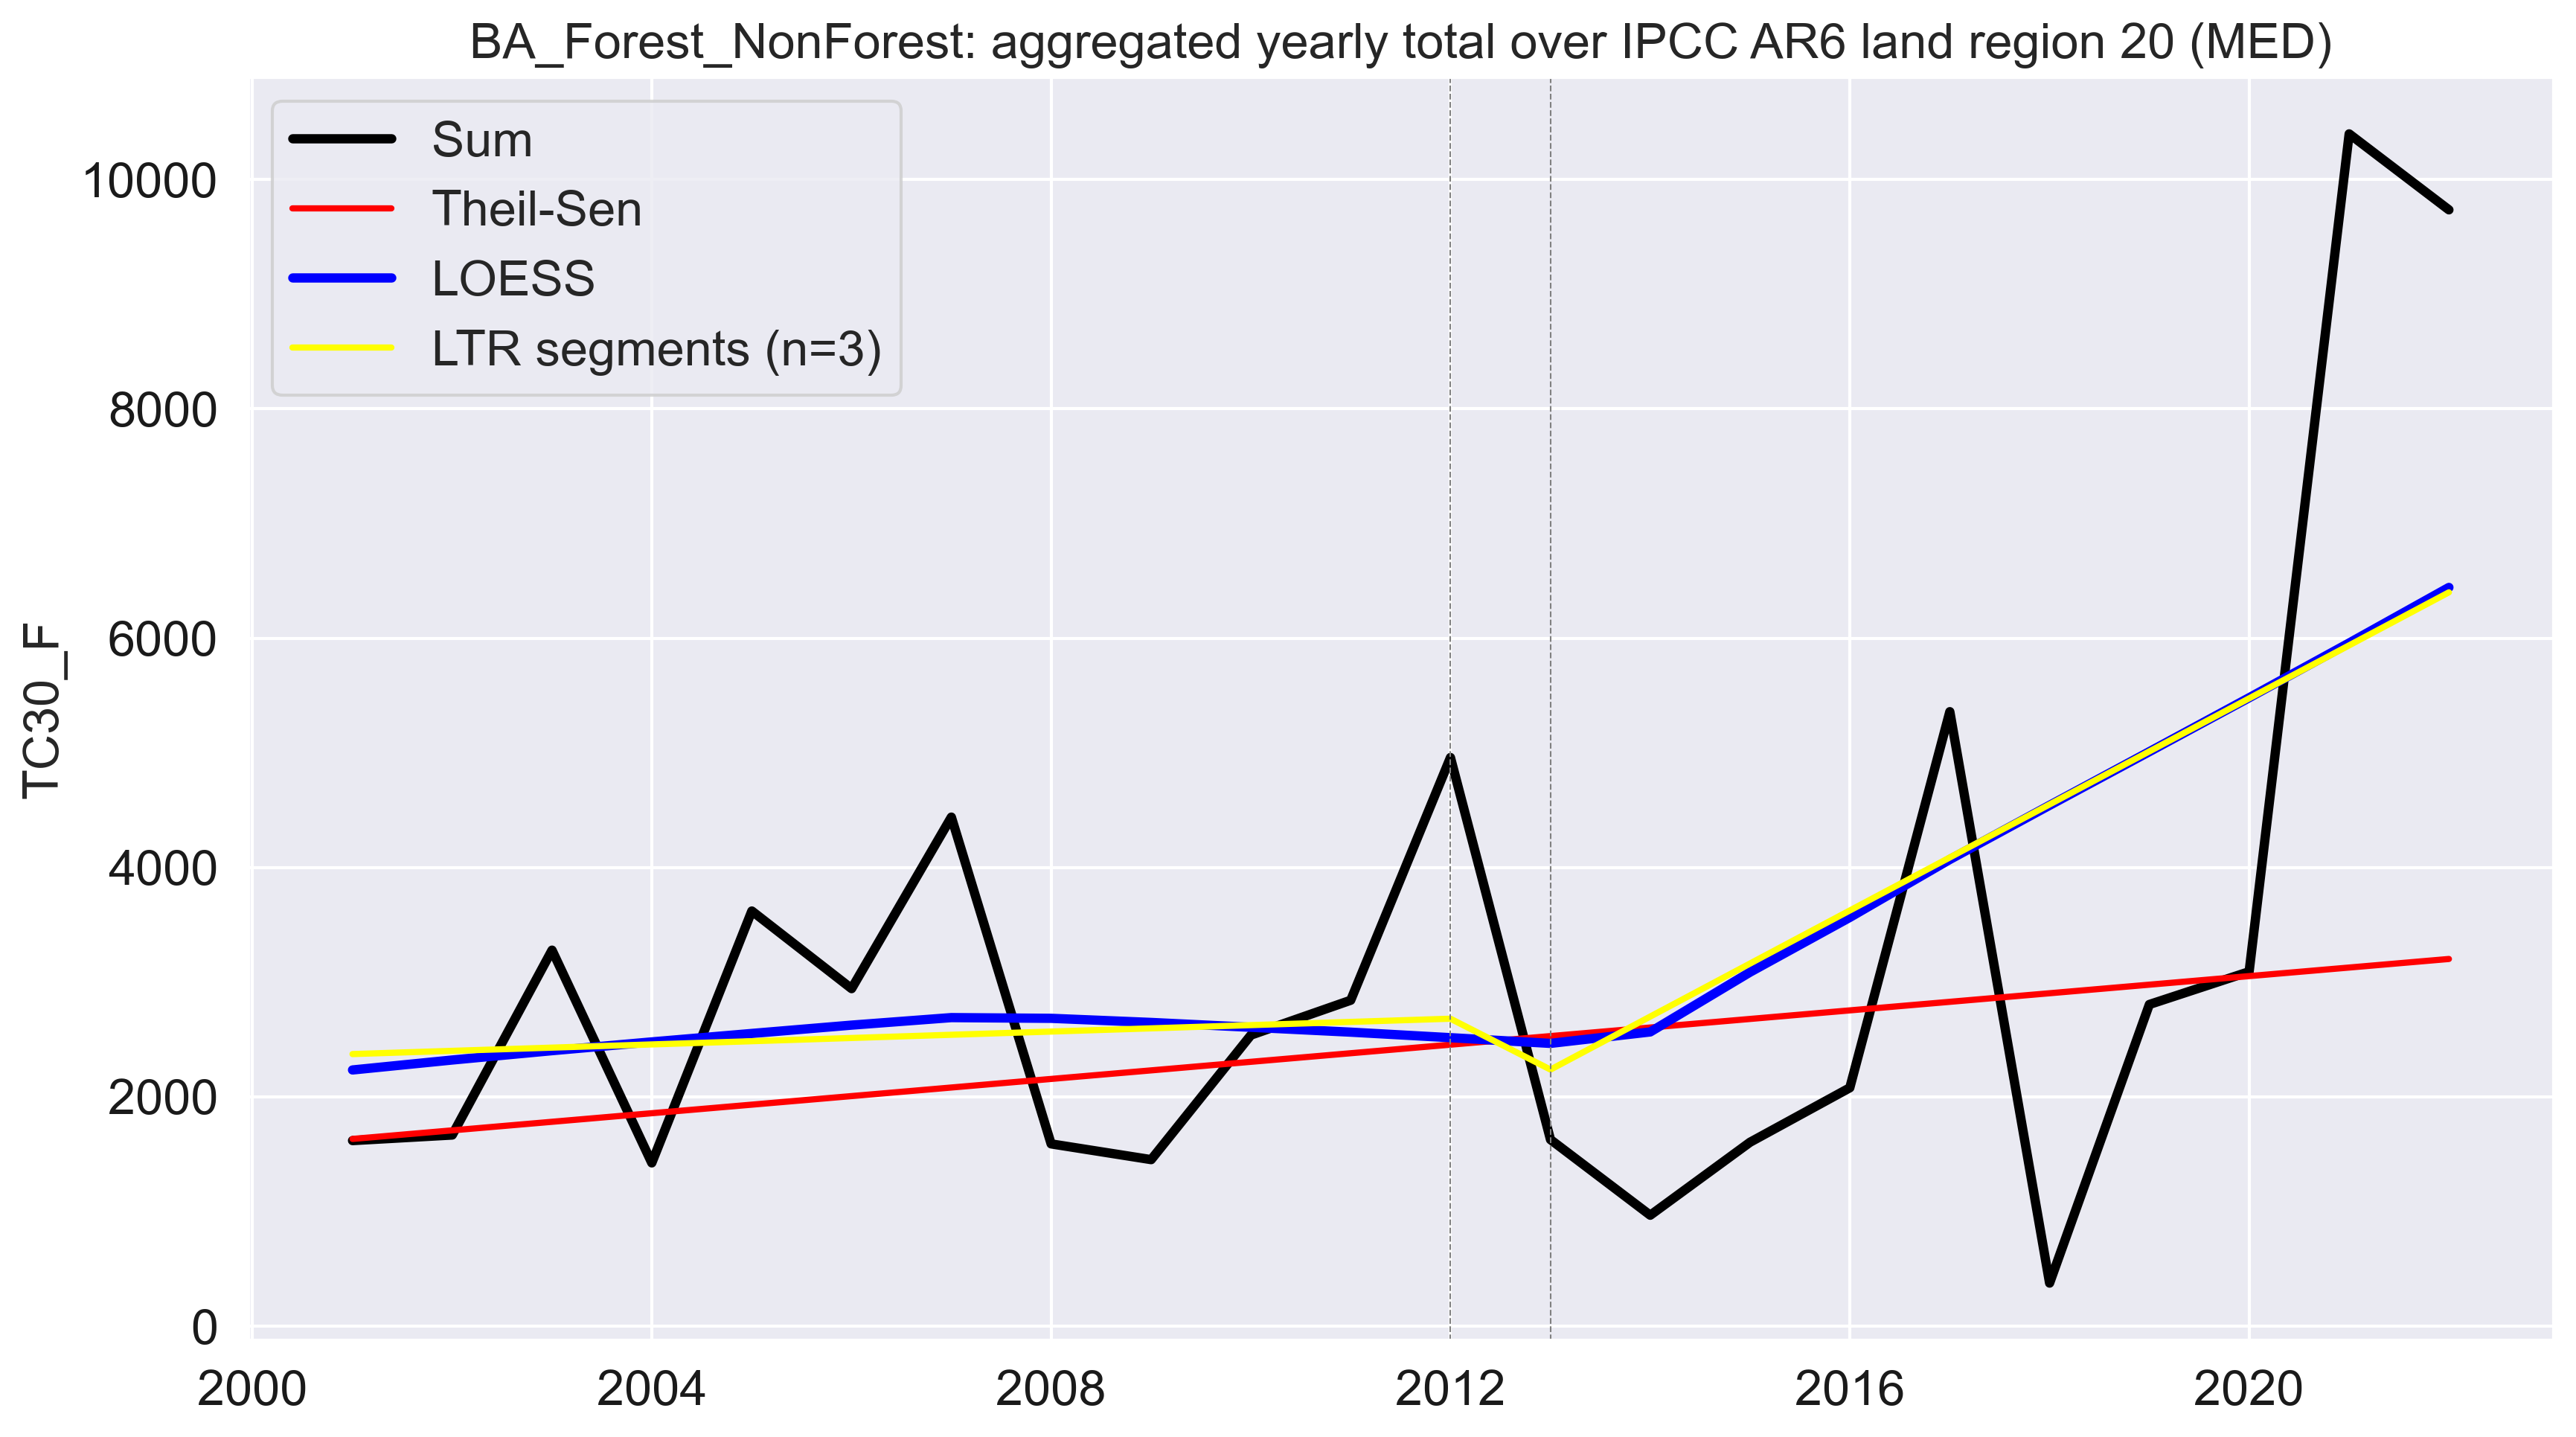 BA_Forest_NonForest: aggregated yearly total over IPCC AR6 land region 20 (MED)
Sum
Theil-Sen
LOESS
LTR segments (n=3)
10000
8000
6000
4000
2000
0
TC30_F
2000 2004 2008 2012 2016 2020